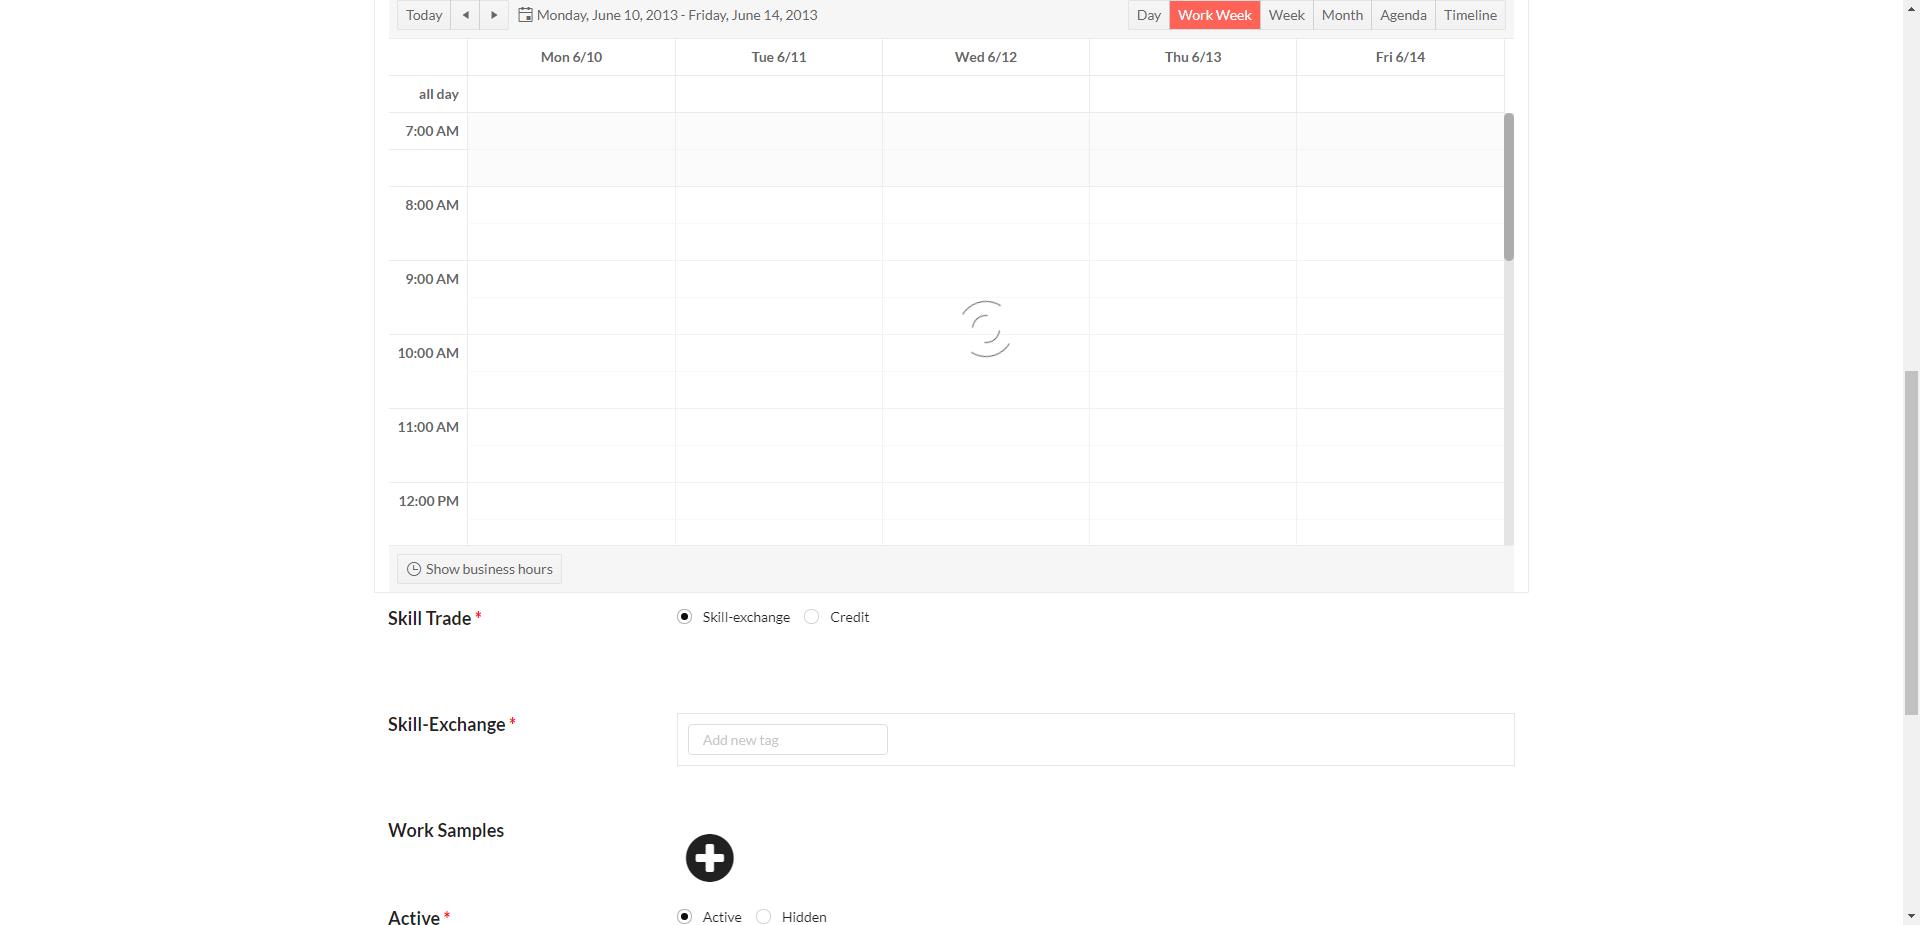 Today Monday, June 10, 2013 - Friday, June 14, 2013 Day Work Week Week Month Agenda Timeline
Mon 6/10 Tue 6/11 Wed 6/12 Thu 6/13 Fri 6/14
all day
7:00 AM
8:00 AM
9:00 AM
10:00 AM
11:00 AM
12:00 PM
Show business hours
Skill Trade * Skill-exchange Credit
Skill-Exchange * Add new tag
Work Samples
Active * Active Hidden